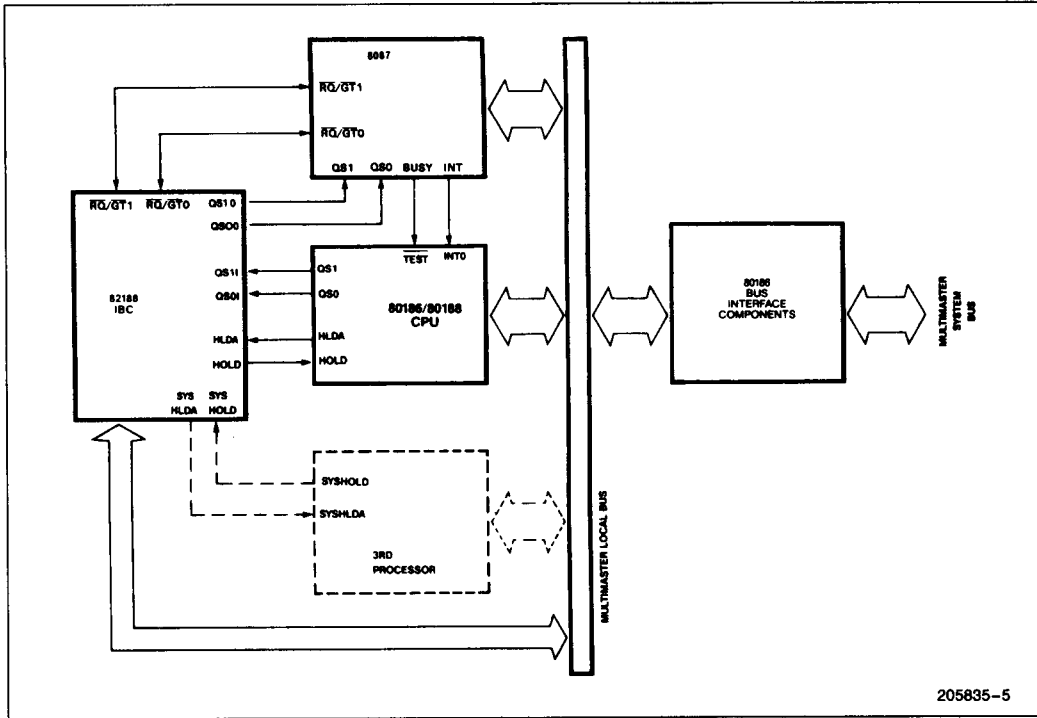 8087
RQ/GT1
RQ/GT0
QS1 QS0 BUSY INT
RQ/GT1 RQ/GT0 QS1O
QSO0
QS1I
QS0I
HLDA
HOLD
82188
IBC
SYS SYS
HLDA HOLD
TEST INT0
QS1
QS0
80186/80188
CPU
HLDA
HOLD
SYSHOLD
SYSHLDA
3RD
PROCESSOR
MULTIMASTER LOCAL BUS
80186
BUS
INTERFACE
COMPONENTS
MULTIMASTER
SYSTEM
BUS
205835-5